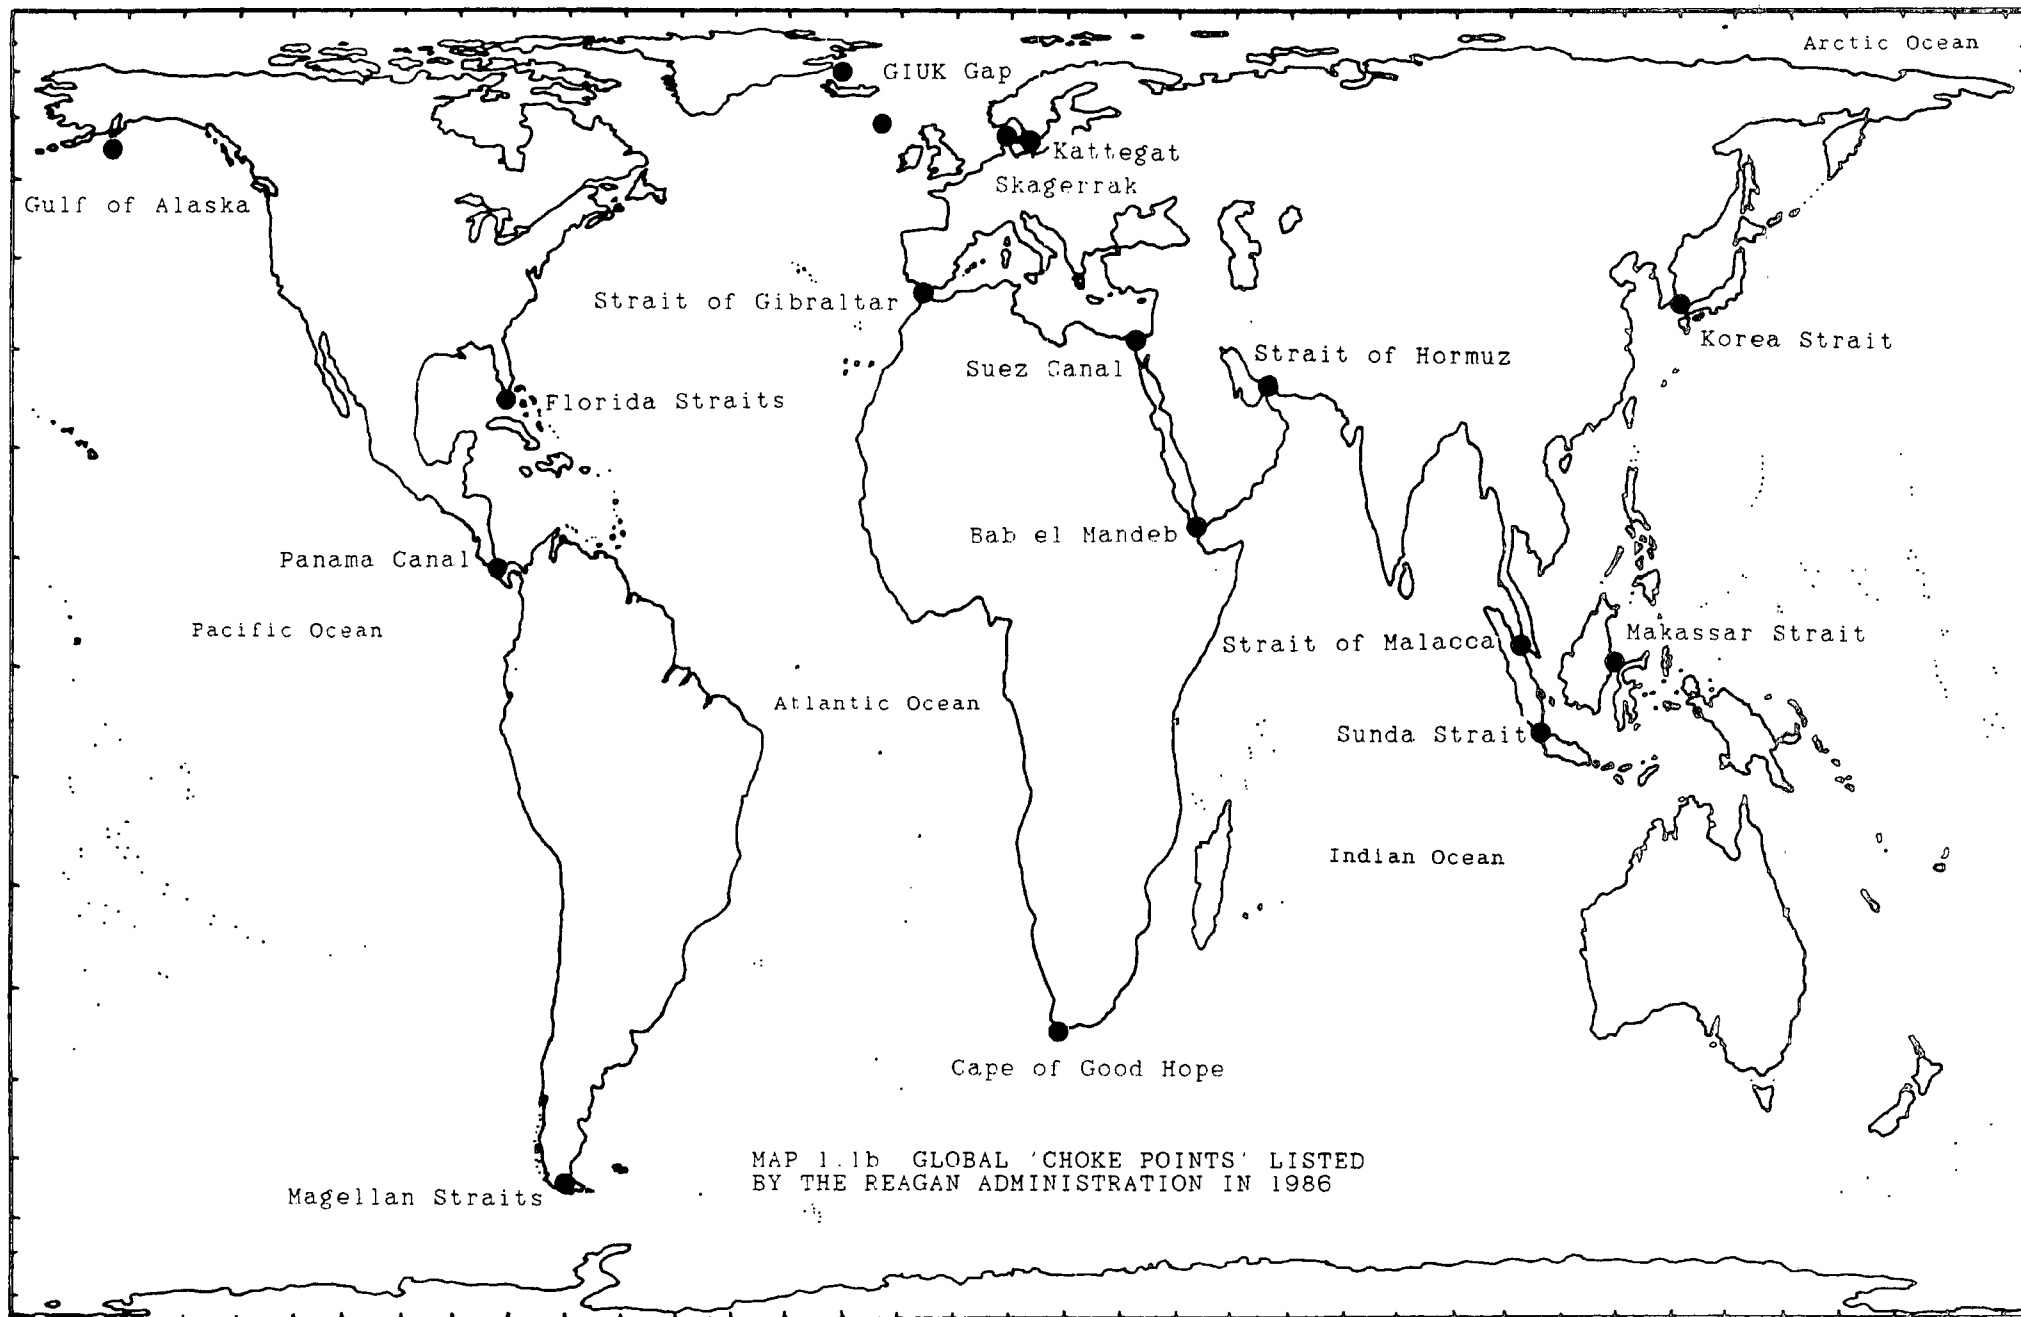 Arctic Ocean
GIUK Gap
Kattegat
Skagerrak
Gulf of Alaska
Strait of Gibraltar
Korea Strait
Suez Canal
Strait of Hormuz
Florida Straits
Bab el Mandeb
Panama Canal
Pacific Ocean
Strait of Malacca
Makassar Strait
Atlantic Ocean
Sunda Strait
Indian Ocean
Cape of Good Hope
MAP 1.1b GLOBAL 'CHOKE POINTS' LISTED
BY THE REAGAN ADMINISTRATION IN 1986
Magellan Straits